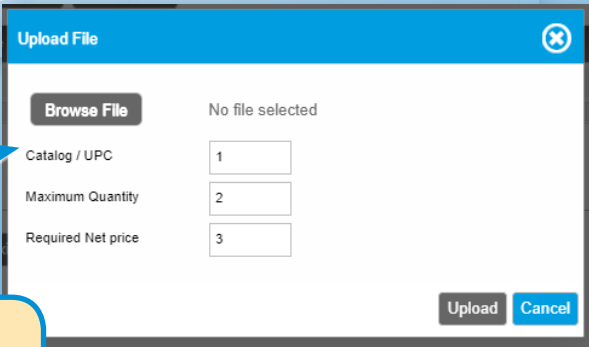 Upload File
Browse File No file selected
Catalog / UPC 1
Maximum Quantity 2
Required Net price 3
Upload Cancel